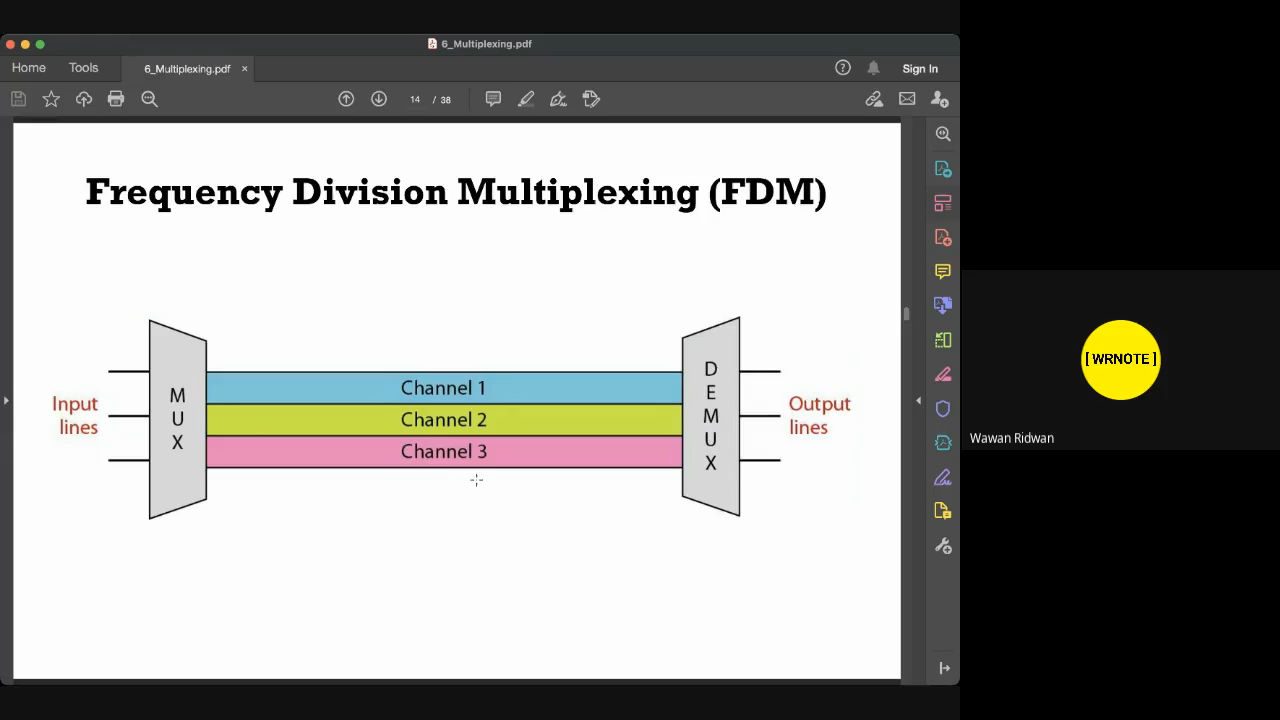 6_Multiplexing.pdf
Home
Tools
6_Multiplexing.pdf ×
Sign In
14 / 38
Frequency Division Multiplexing (FDM)
Input
lines
M
U
X
Channel 1
Channel 2
Channel 3
D
E
M
U
X
Output
lines
[ WRNOTE ]
Wawan Ridwan